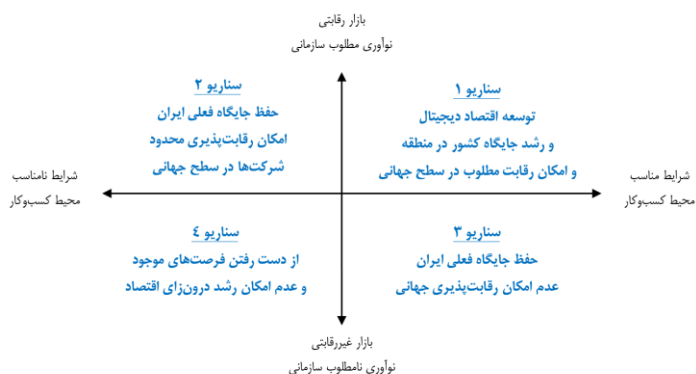 بازار رقابتی
نوآوری مطلوب سازمانی
سناریو ۱
توسعه اقتصاد دیجیتال
و رشد جایگاه کشور در منطقه
و امکان رقابت مطلوب در سطح جهانی
سناریو ۲
حفظ جایگاه فعلی ایران
امکان رقابت‌پذیری محدود
شرکت‌ها در سطح جهانی
شرایط مناسب
محیط کسب‌وکار
شرایط نامناسب
محیط کسب‌وکار
سناریو ۳
حفظ جایگاه فعلی ایران
عدم امکان رقابت‌پذیری جهانی
سناریو ۴
از دست رفتن فرصت‌های موجود
و عدم امکان رشد درون‌زای اقتصاد
بازار غیررقابتی
نوآوری نامطلوب سازمانی